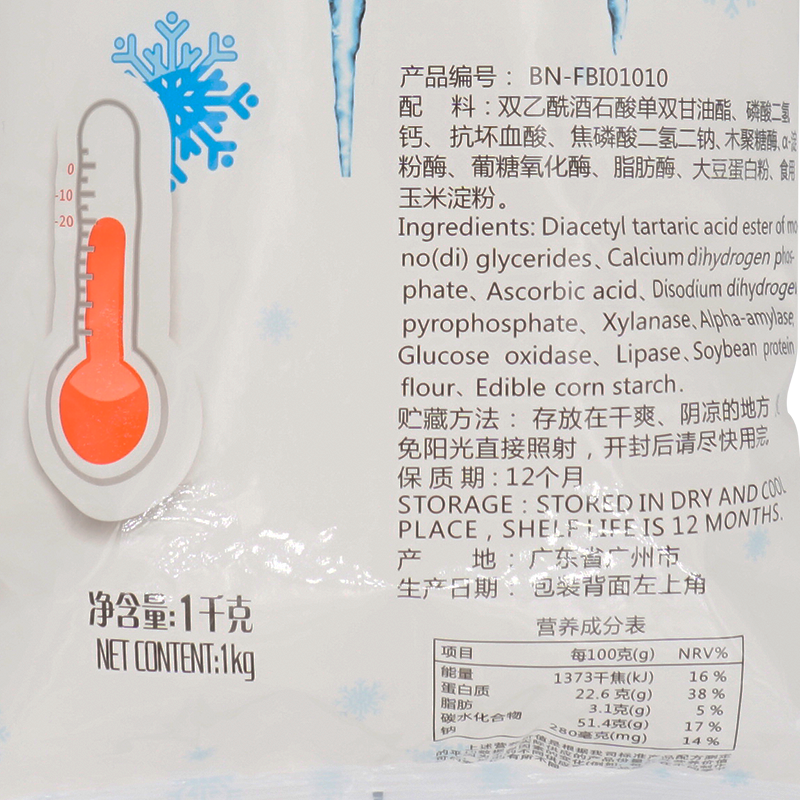 0
-10
-20
产品编号： BN-FBI01010
配 料：双乙酰酒石酸单双甘油酯、磷酸二氢
钙、抗坏血酸、焦磷酸二氢二钠、木聚糖酶、α-淀
粉酶、葡糖氧化酶、脂肪酶、大豆蛋白粉、食用
玉米淀粉。
Ingredients: Diacetyl tartaric acid ester of mo
no(di) glycerides、Calcium dihydrogen phos-
phate、Ascorbic acid、Disodium dihydrogen
pyrophosphate、Xylanase、Alpha-amylase、
Glucose oxidase、Lipase、Soybean protein
flour、Edible corn starch.
贮藏方法：存放在干爽、阴凉的地方
免阳光直接照射，开封后请尽快用完。
保质期：12个月
STORAGE：STORED IN DRY AND COOL
PLACE，SHELF LIFE IS 12 MONTHS.
产 地：广东省广州市
生产日期：包装背面左上角
净含量:1千克
NET CONTENT:1kg
营养成分表
项目 每100克(g) NRV%
能量 1373千焦(kJ) 16 %
蛋白质 22.6 克(g) 38 %
脂肪 3.1克(g) 5 %
碳水化合物 51.4克(g) 17 %
钠 280毫克(mg) 14 %